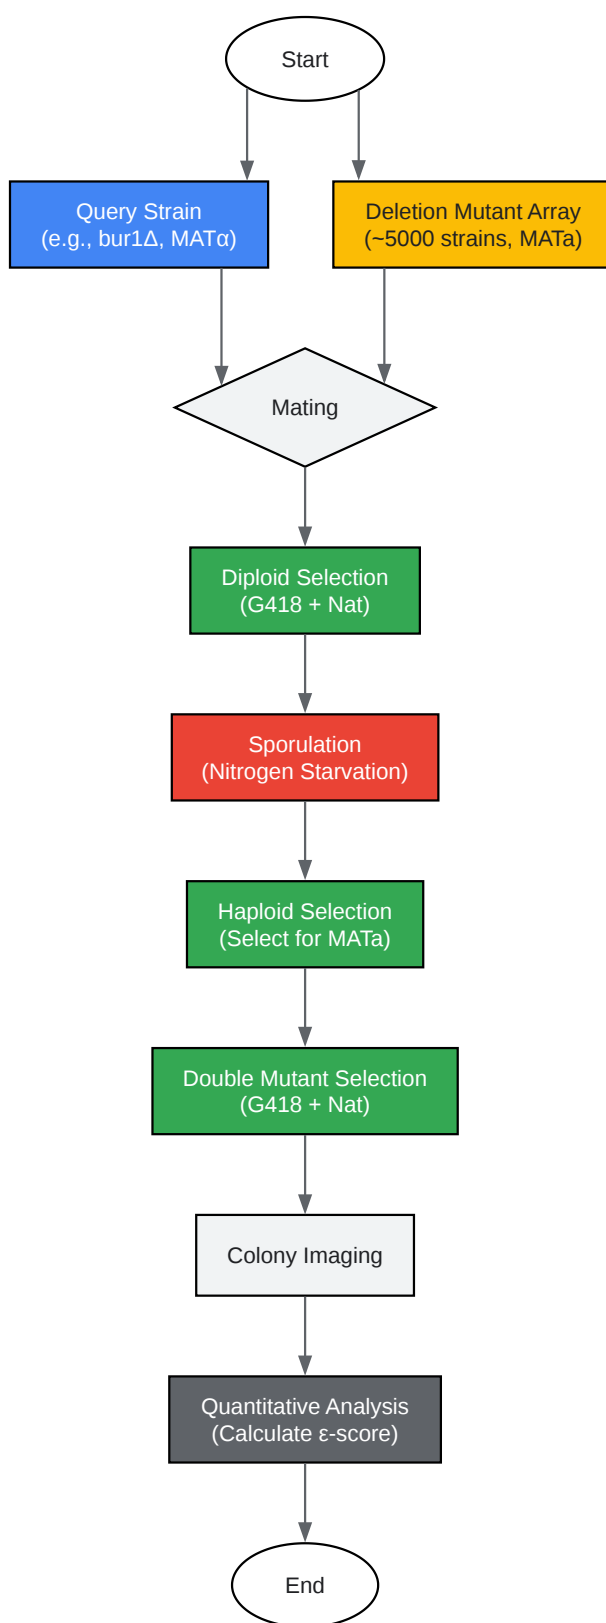 Start
Query Strain
(e.g., bur1Δ, MATα)
Deletion Mutant Array
(~5000 strains, MATa)
Mating
Diploid Selection
(G418 + Nat)
Sporulation
(Nitrogen Starvation)
Haploid Selection
(Select for MATa)
Double Mutant Selection
(G418 + Nat)
Colony Imaging
Quantitative Analysis
(Calculate ε-score)
End